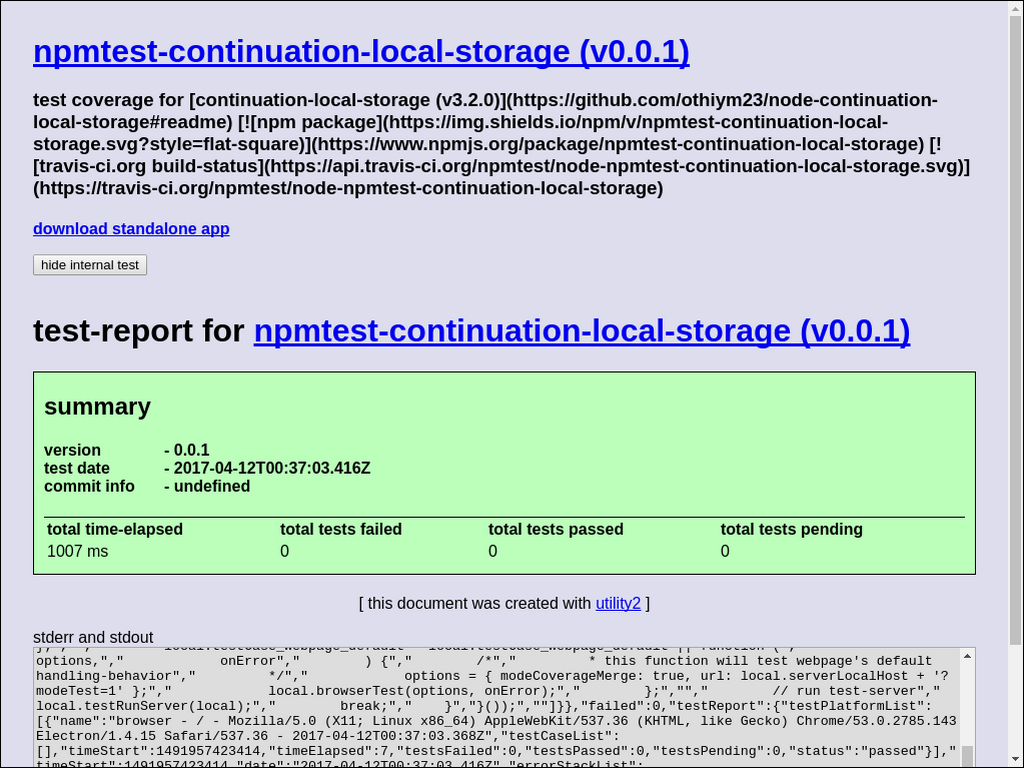 npmtest-continuation-local-storage (v0.0.1)
test coverage for [continuation-local-storage (v3.2.0)](https://github.com/othiym23/node-continuation-
local-storage#readme) [![npm package](https://img.shields.io/npm/v/npmtest-continuation-local-
storage.svg?style=flat-square)](https://www.npmjs.org/package/npmtest-continuation-local-storage) [!
[travis-ci.org build-status](https://api.travis-ci.org/npmtest/node-npmtest-continuation-local-storage.svg)]
(https://travis-ci.org/npmtest/node-npmtest-continuation-local-storage)
download standalone app
hide internal test
test-report for npmtest-continuation-local-storage (v0.0.1)
summary
version - 0.0.1
test date - 2017-04-12T00:37:03.416Z
commit info - undefined
total time-elapsed total tests failed total tests passed total tests pending
1007 ms 0 0 0
[ this document was created with utility2 ]
stderr and stdout
options,"," onError"," ) {"," /*"," * this function will test webpage's default
handling-behavior"," */"," options = { modeCoverageMerge: true, url: local.serverLocalHost + '?
modeTest=1' };"," local.browserTest(options, onError);"," };",""," // run test-server","
local.testRunServer(local);"," break;"," }","}());",""]}},"failed":0,"testReport":{"testPlatformList":
[{"name":"browser - / - Mozilla/5.0 (X11; Linux x86_64) AppleWebKit/537.36 (KHTML, like Gecko) Chrome/53.0.2785.143
Electron/1.4.15 Safari/537.36 - 2017-04-12T00:37:03.368Z","testCaseList":
[],"timeStart":1491957423414,"timeElapsed":7,"testsFailed":0,"testsPassed":0,"testsPending":0,"status":"passed"}],"
timeStart":1491957423414,"date":"2017-04-12T00:37:03.416Z","errorStackList":